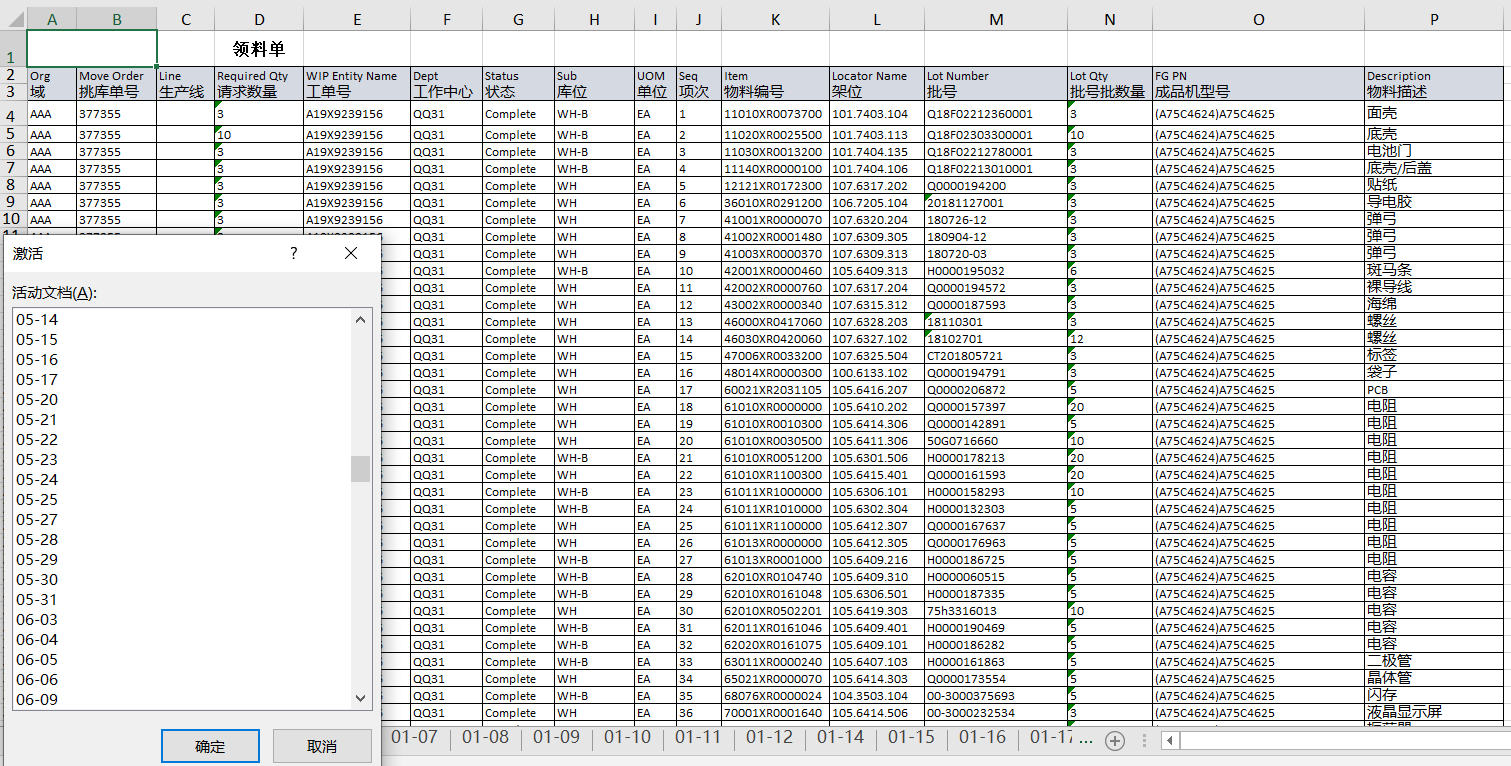 A B C D E F G H I J K L M N O P
1 领料单
2 Org Move Order Line Required Qty WIP Entity Name Dept Status Sub UOM Seq Item Locator Name Lot Number Lot Qty FG PN Description
3 域 挑库单号 生产线 请求数量 工单号 工作中心 状态 库位 单位 项次 物料编号 架位 批号 批号批数量 成品机型号 物料描述
4 AAA 377355 3 A19X9239156 QQ31 Complete WH-B EA 1 11010XR0073700 101.7403.104 Q18F02212360001 3 (A75C4624)A75C4625 面壳
5 AAA 377355 10 A19X9239156 QQ31 Complete WH-B EA 2 11020XR0025500 101.7403.113 Q18F02303300001 10 (A75C4624)A75C4625 底壳
6 AAA 377355 3 A19X9239156 QQ31 Complete WH-B EA 3 11030XR0013200 101.7404.135 Q18F02212780001 3 (A75C4624)A75C4625 电池门
7 AAA 377355 3 A19X9239156 QQ31 Complete WH-B EA 4 11140XR0000100 101.7404.106 Q18F02213010001 3 (A75C4624)A75C4625 底壳/后盖
8 AAA 377355 3 A19X9239156 QQ31 Complete WH EA 5 12121XR0172300 107.6317.202 Q0000194200 3 (A75C4624)A75C4625 贴纸
9 AAA 377355 3 A19X9239156 QQ31 Complete WH EA 6 36010XR0291200 106.7205.104 20181127001 3 (A75C4624)A75C4625 导电胶
10 AAA 377355 3 A19X9239156 QQ31 Complete WH EA 7 41001XR0000070 107.6320.204 180726-12 3 (A75C4624)A75C4625 弹弓
QQ31 Complete WH EA 8 41002XR0001480 107.6309.305 180904-12 3 (A75C4624)A75C4625 弹弓
QQ31 Complete WH EA 9 41003XR0000370 107.6309.313 180720-03 3 (A75C4624)A75C4625 弹弓
QQ31 Complete WH-B EA 10 42001XR0000460 105.6409.313 H0000195032 6 (A75C4624)A75C4625 斑马条
QQ31 Complete WH EA 11 42002XR0000760 107.6317.204 Q0000194572 3 (A75C4624)A75C4625 裸导线
QQ31 Complete WH EA 12 43002XR0000340 107.6315.312 Q0000187593 3 (A75C4624)A75C4625 海绵
QQ31 Complete WH EA 13 46000XR0417060 107.6328.203 18110301 3 (A75C4624)A75C4625 螺丝
QQ31 Complete WH EA 14 46030XR0420060 107.6327.102 18102701 12 (A75C4624)A75C4625 螺丝
QQ31 Complete WH EA 15 47006XR0033200 107.6325.504 CT201805721 3 (A75C4624)A75C4625 标签
QQ31 Complete WH EA 16 48014XR0000300 100.6133.102 Q0000194791 3 (A75C4624)A75C4625 袋子
QQ31 Complete WH EA 17 60021XR2031105 105.6416.207 Q0000206872 5 (A75C4624)A75C4625 PCB
QQ31 Complete WH EA 18 61010XR0000000 105.6410.202 Q0000157397 20 (A75C4624)A75C4625 电阻
QQ31 Complete WH EA 19 61010XR0010300 105.6414.306 Q0000142891 5 (A75C4624)A75C4625 电阻
QQ31 Complete WH EA 20 61010XR0030500 105.6411.306 50G0716660 10 (A75C4624)A75C4625 电阻
QQ31 Complete WH-B EA 21 61010XR0051200 105.6301.506 H0000178213 20 (A75C4624)A75C4625 电阻
QQ31 Complete WH EA 22 61010XR1100300 105.6415.401 Q0000161593 20 (A75C4624)A75C4625 电阻
QQ31 Complete WH-B EA 23 61011XR1000000 105.6306.101 H0000158293 10 (A75C4624)A75C4625 电阻
QQ31 Complete WH-B EA 24 61011XR1010000 105.6302.304 H0000132303 5 (A75C4624)A75C4625 电阻
QQ31 Complete WH EA 25 61011XR1100000 105.6412.307 Q0000167637 5 (A75C4624)A75C4625 电阻
QQ31 Complete WH EA 26 61013XR0000000 105.6412.305 Q0000176963 5 (A75C4624)A75C4625 电阻
QQ31 Complete WH-B EA 27 61013XR0001000 105.6409.216 H0000186725 5 (A75C4624)A75C4625 电阻
QQ31 Complete WH-B EA 28 62010XR0104740 105.6409.310 H0000060515 5 (A75C4624)A75C4625 电容
QQ31 Complete WH-B EA 29 62010XR0161048 105.6306.501 H0000187335 5 (A75C4624)A75C4625 电容
QQ31 Complete WH EA 30 62010XR0502201 105.6419.303 75h3316013 10 (A75C4624)A75C4625 电容
QQ31 Complete WH-B EA 31 62011XR0161046 105.6409.401 H0000190469 5 (A75C4624)A75C4625 电容
QQ31 Complete WH-B EA 32 62020XR0161075 105.6409.101 H0000186282 5 (A75C4624)A75C4625 电容
QQ31 Complete WH-B EA 33 63011XR0000240 105.6407.103 H0000161863 5 (A75C4624)A75C4625 二极管
QQ31 Complete WH EA 34 65021XR0000070 105.6414.303 Q0000173554 5 (A75C4624)A75C4625 晶体管
QQ31 Complete WH-B EA 35 68076XR0000024 104.3503.104 00-3000375693 5 (A75C4624)A75C4625 闪存
QQ31 Complete WH EA 36 70001XR0001640 105.6414.506 00-3000232534 3 (A75C4624)A75C4625 液晶显示屏
激活 ?
活动文档(A):
05-14
05-15
05-16
05-17
05-20
05-21
05-22
05-23
05-24
05-25
05-27
05-28
05-29
05-30
05-31
06-03
06-04
06-05
06-06
06-09
确定 取消
01-07 01-08 01-09 01-10 01-11 01-12 01-14 01-15 01-16 01-17 ...